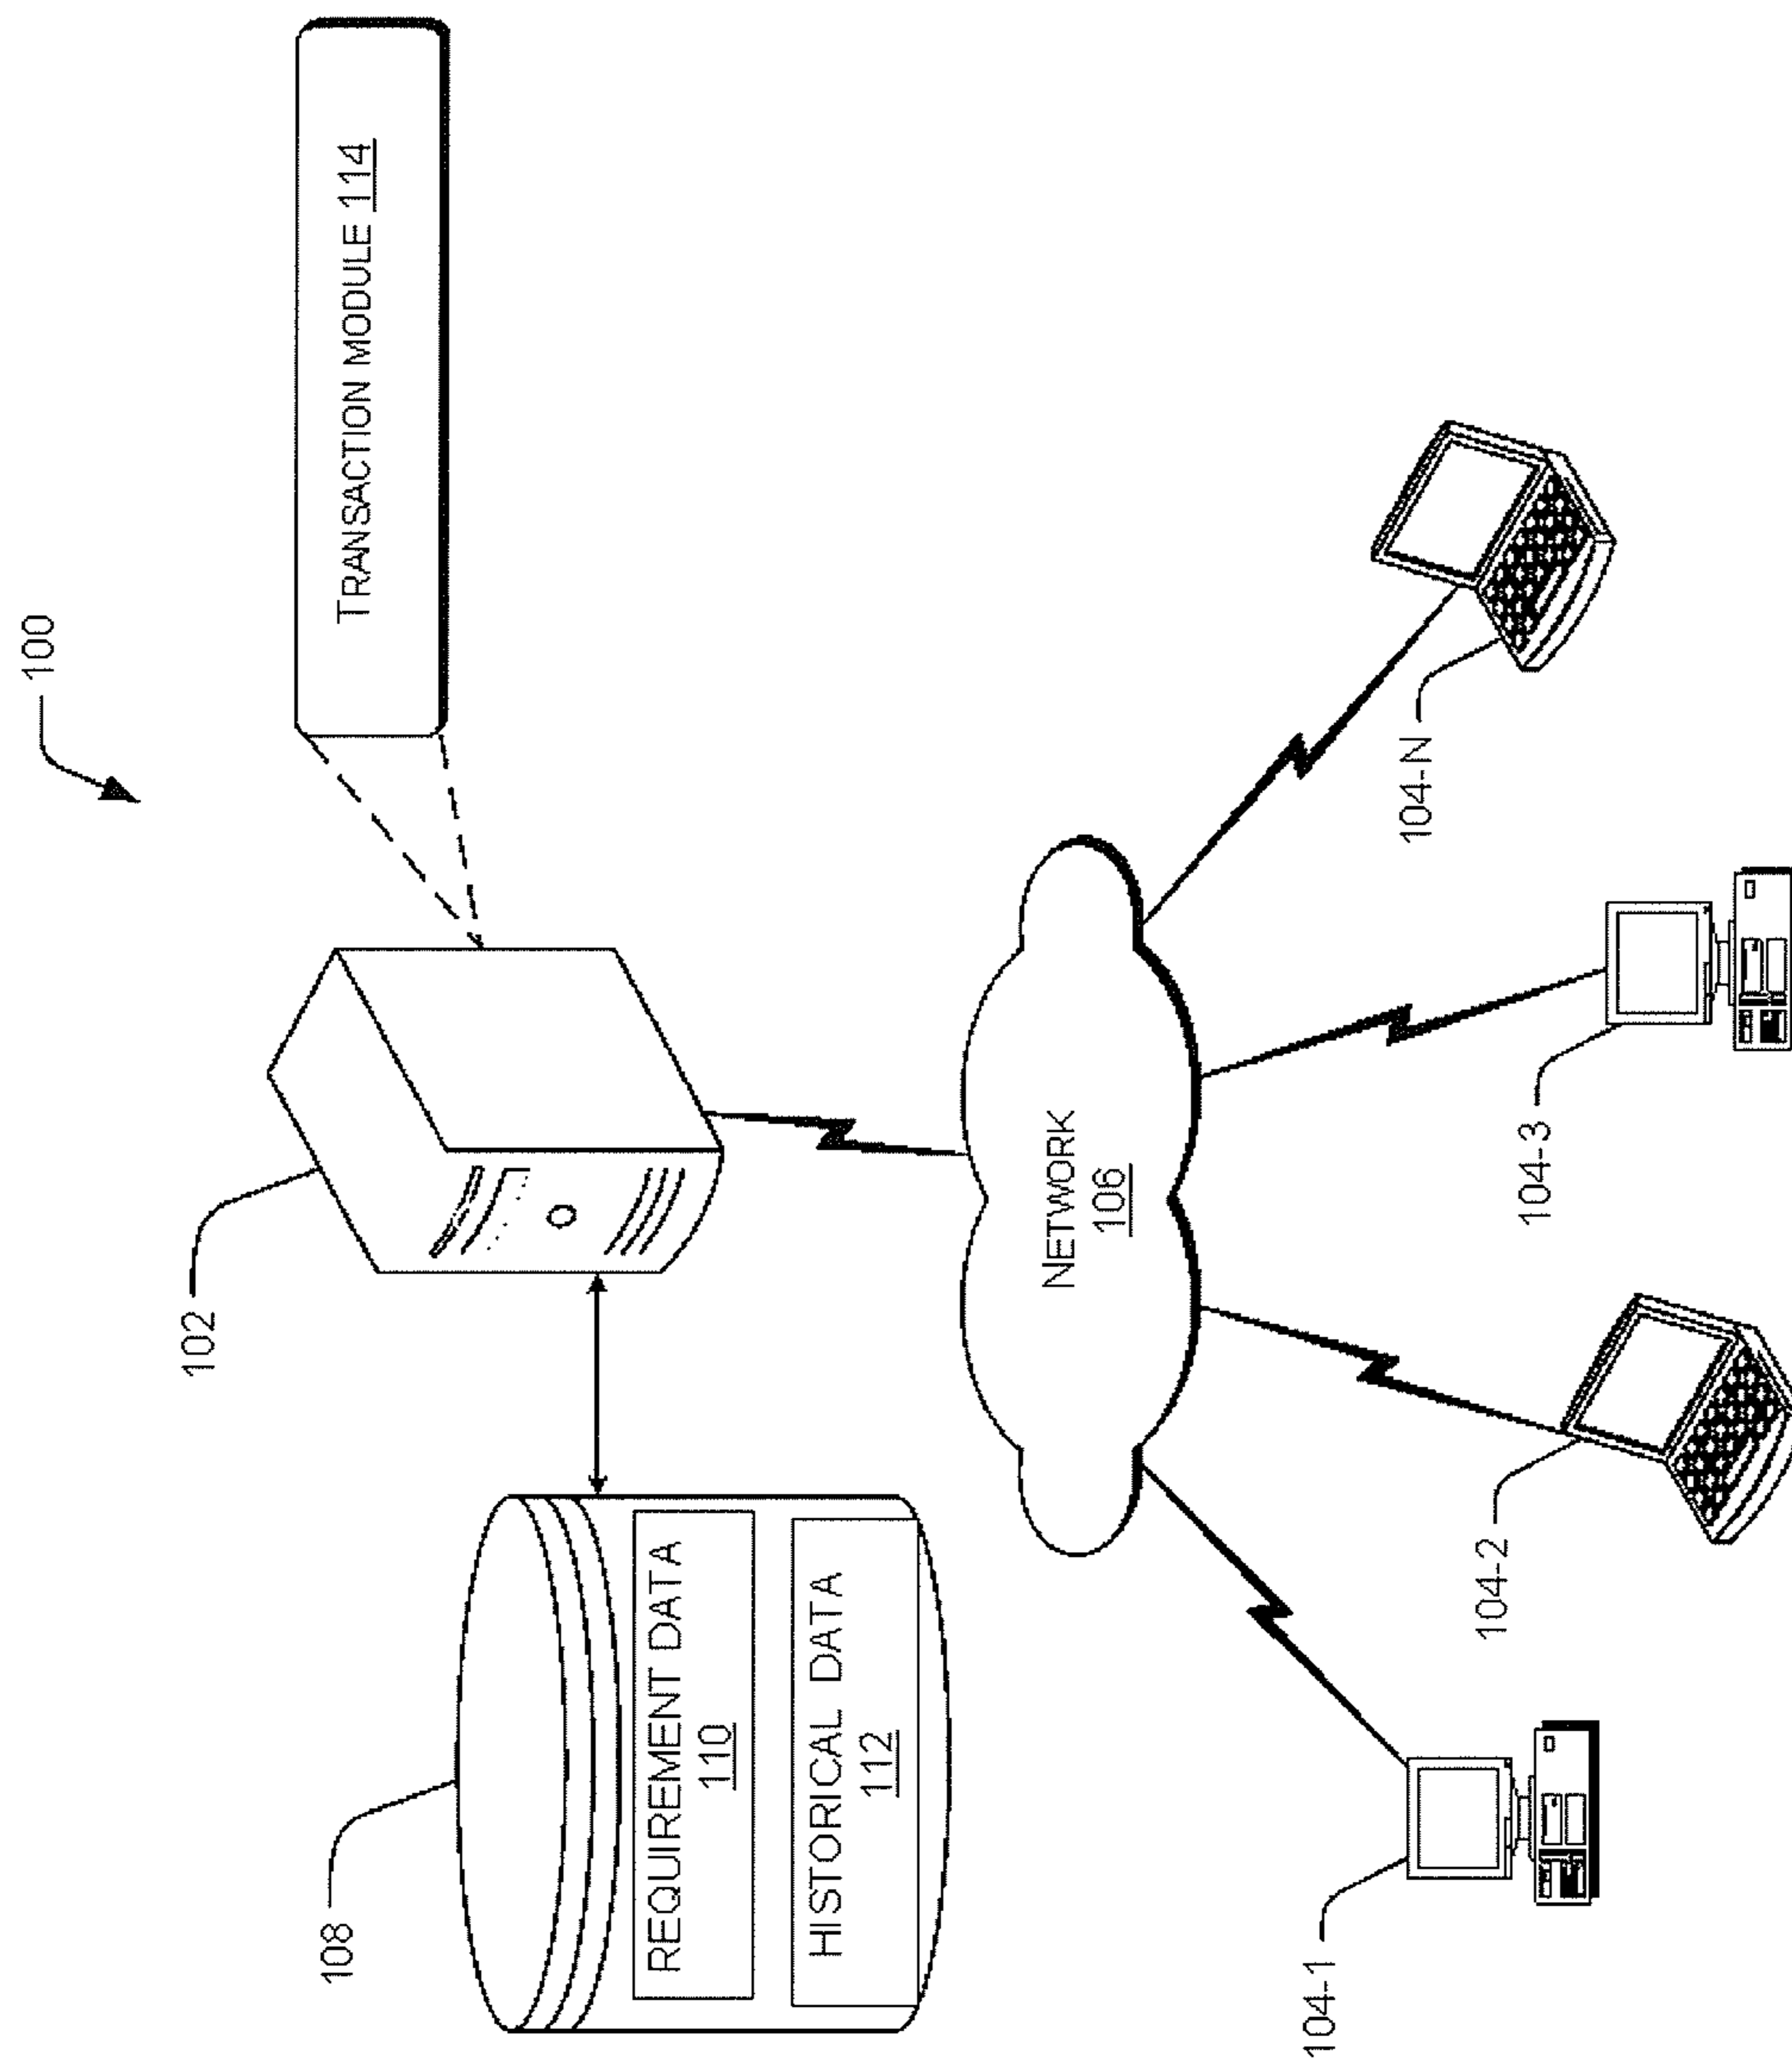 100
TRANSACTION MODULE 114
102
108
REQUIREMENT DATA
110
HISTORICAL DATA
112
NETWORK
106
104-1
104-2
104-3
104-N